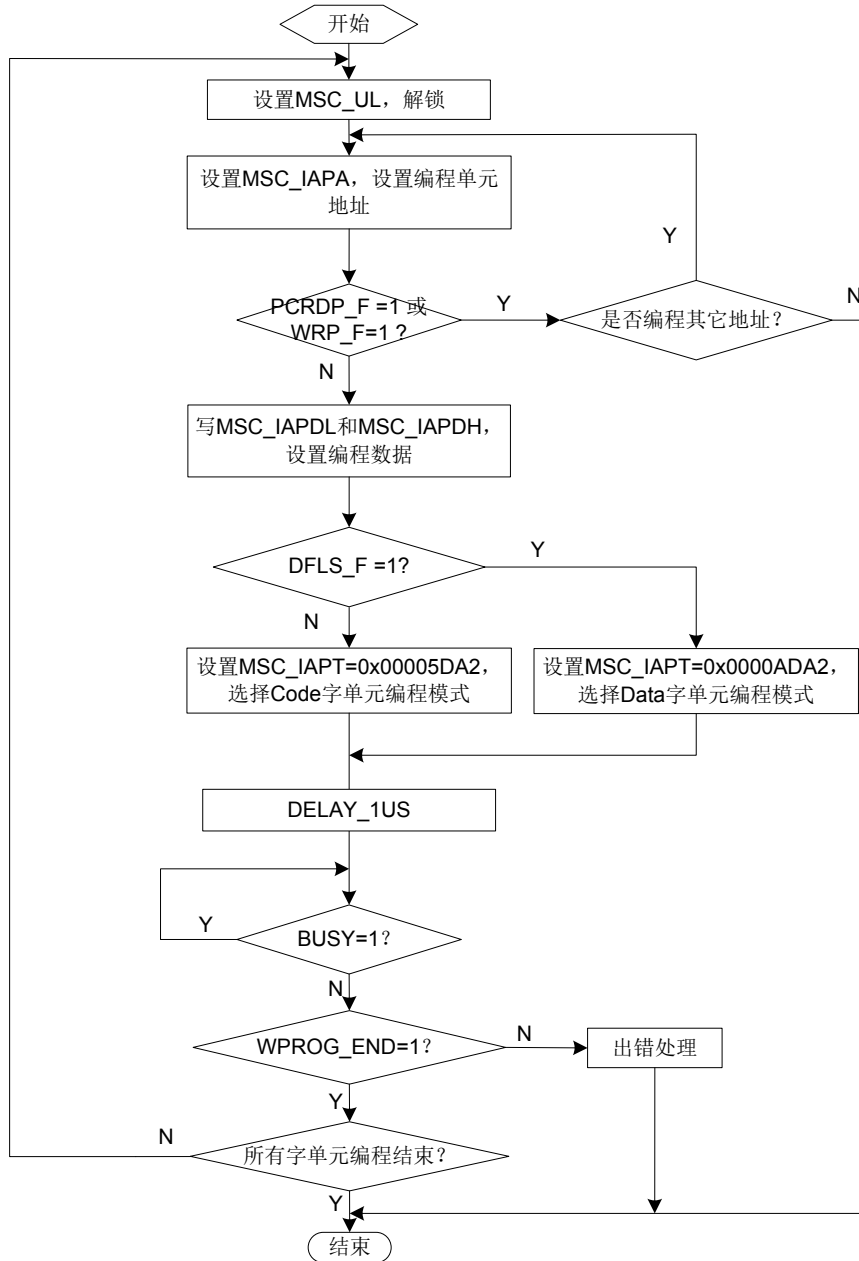 开始
设置MSC_UL，解锁
设置MSC_IAPA，设置编程单元
地址
Y
PCRDP_F =1 或
WRP_F=1 ?
Y
是否编程其它地址？
N
N
写MSC_IAPDL和MSC_IAPDH，
设置编程数据
DFLS_F =1?
Y
N
设置MSC_IAPT=0x00005DA2，
选择Code字单元编程模式
设置MSC_IAPT=0x0000ADA2，
选择Data字单元编程模式
DELAY_1US
Y
BUSY=1？
N
WPROG_END=1？
N
出错处理
Y
N
所有字单元编程结束？
Y
结束